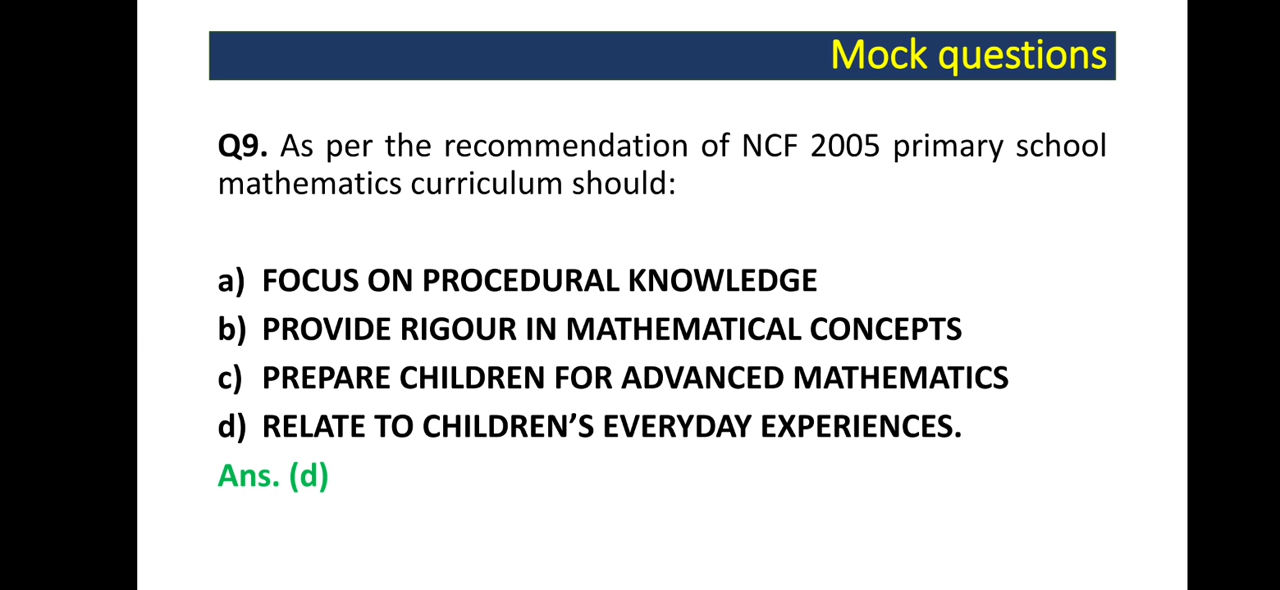 Mock questions
Q9. As per the recommendation of NCF 2005 primary school
mathematics curriculum should:
a) FOCUS ON PROCEDURAL KNOWLEDGE
b) PROVIDE RIGOUR IN MATHEMATICAL CONCEPTS
c) PREPARE CHILDREN FOR ADVANCED MATHEMATICS
d) RELATE TO CHILDREN’S EVERYDAY EXPERIENCES.
Ans. (d)